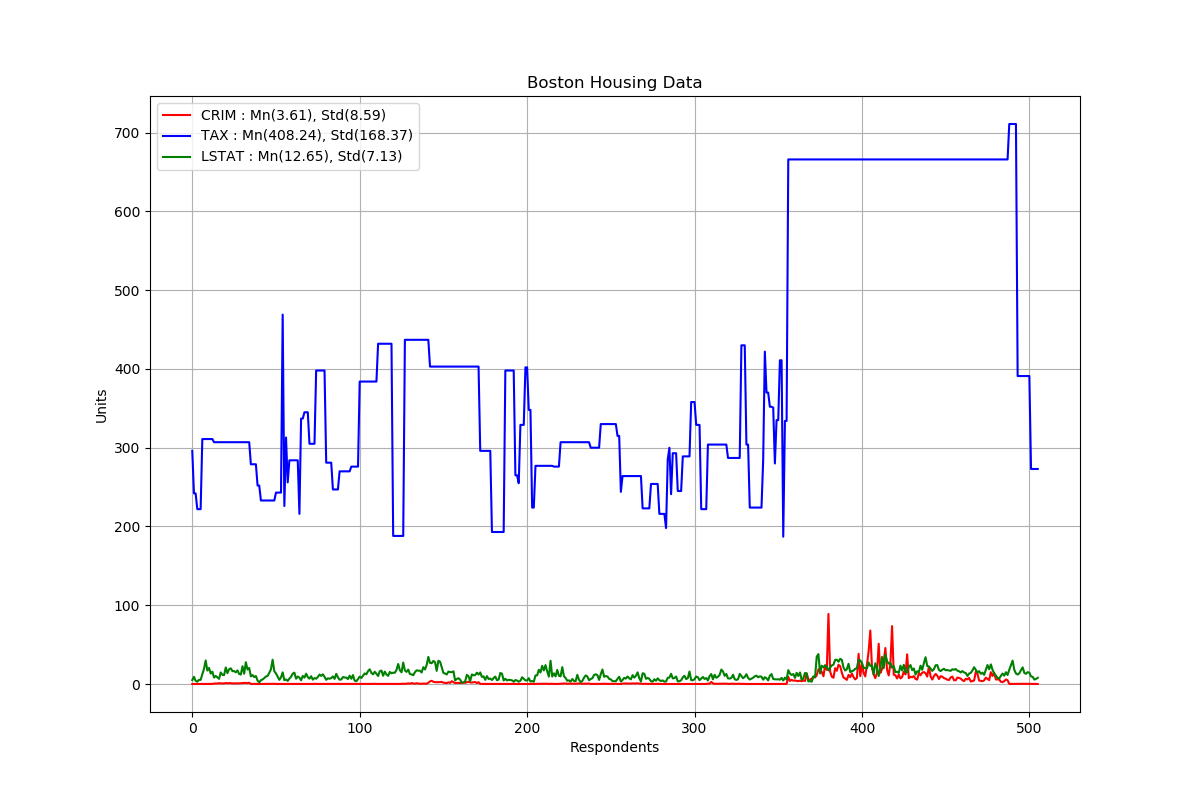 Boston Housing Data
CRIM : Mn(3.61), Std(8.59)
TAX : Mn(408.24), Std(168.37)
LSTAT : Mn(12.65), Std(7.13)
700
600
500
400
300
200
100
0
Units
0 100 200 300 400 500
Respondents